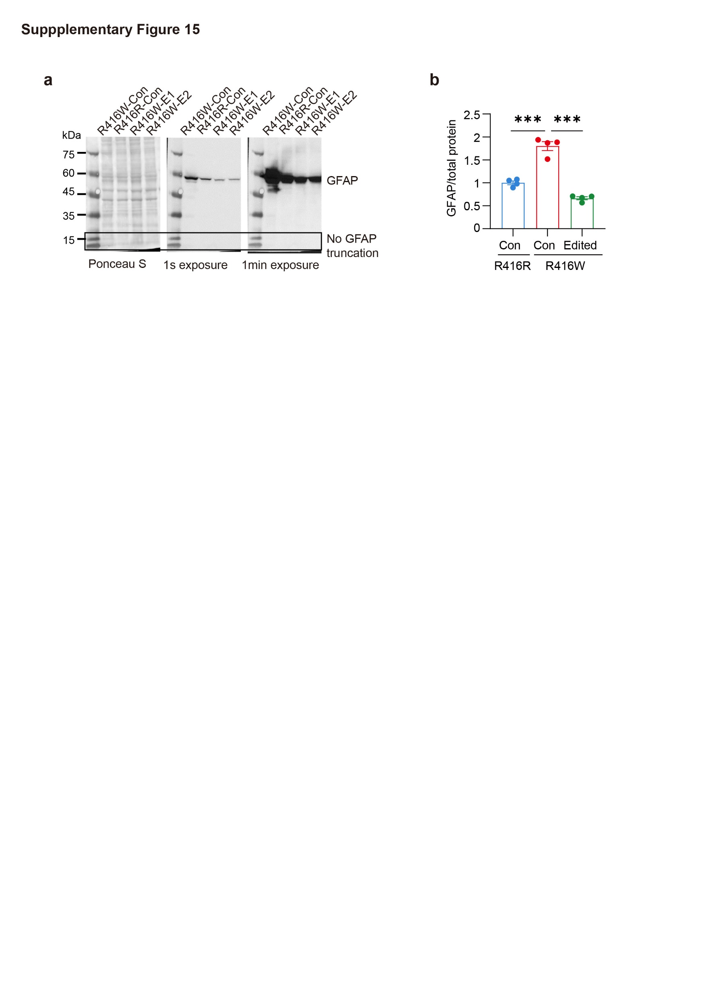 Suppplementary Figure 15
a
R416W-Con
R416R-Con
R416W-E1
R416W-E2
R416W-Con
R416R-Con
R416W-E1
R416W-E2
R416W-Con
R416R-Con
R416W-E1
R416W-E2
kDa
75
60
45
35
15
GFAP
No GFAP
truncation
Ponceau S
1s exposure
1min exposure
b
GFAP/total protein
2.5
2
1.5
1
0.5
0
*** ***
Con Con Edited
R416R R416W